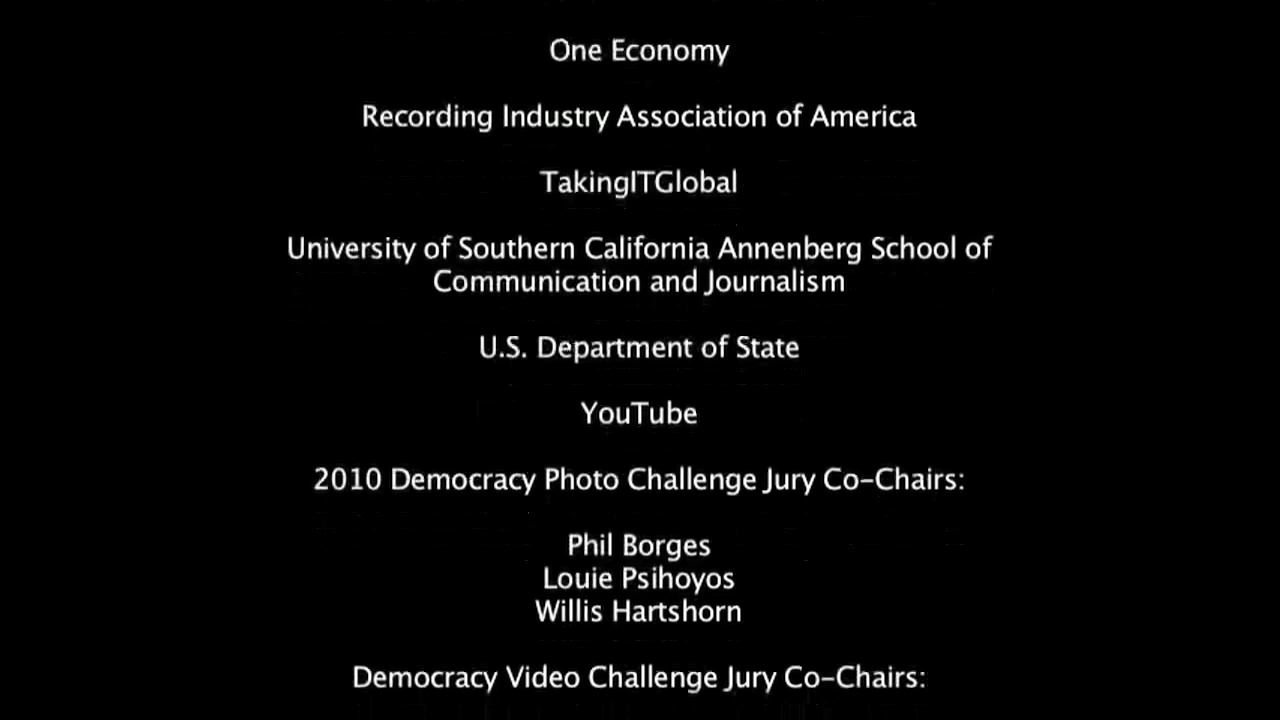 One Economy
Recording Industry Association of America
TakingITGlobal
University of Southern California Annenberg School of
Communication and Journalism
U.S. Department of State
YouTube
2010 Democracy Photo Challenge Jury Co-Chairs:
Phil Borges
Louie Psihoyos
Willis Hartshorn
Democracy Video Challenge Jury Co-Chairs: